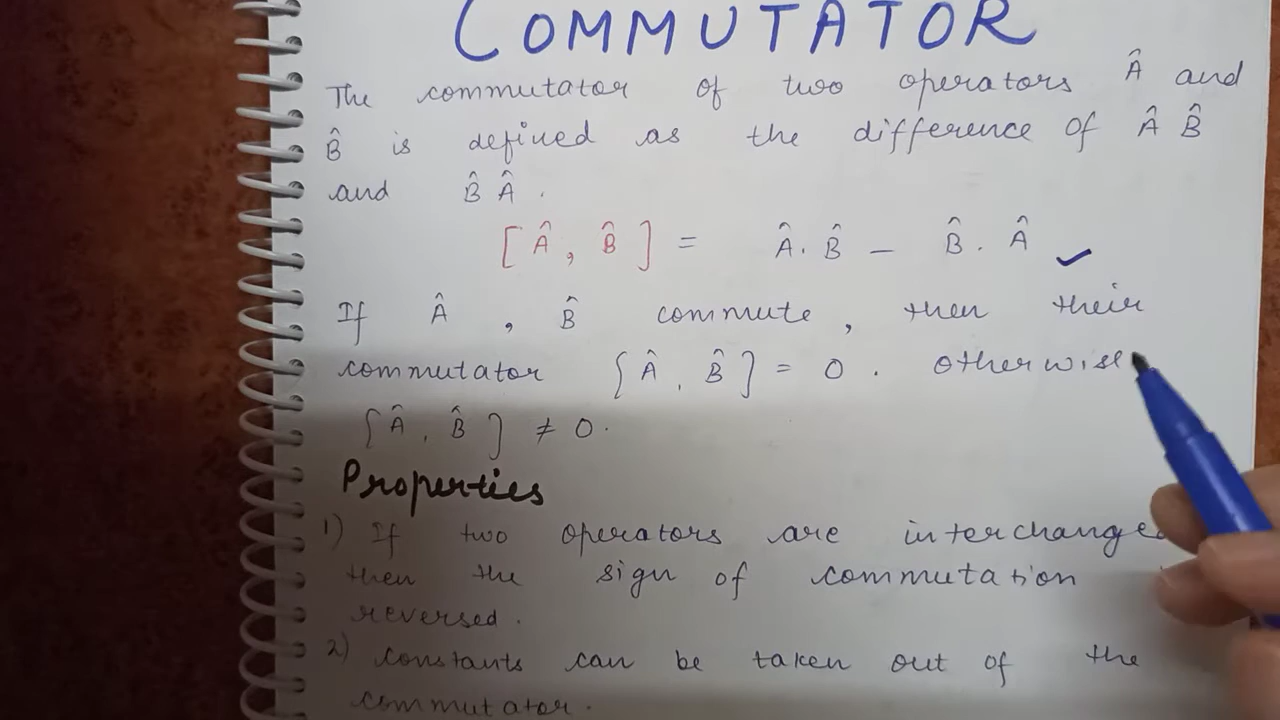 COMMUTATOR
The commutator of two operators Â and
B̂ is defined as the difference of Â B̂
and B̂ Â .
[ Â , B̂ ] = Â . B̂ – B̂ . Â ✓
If Â , B̂ commute , then their
commutator [ Â , B̂ ] = 0 . otherwise
[ Â , B̂ ] ≠ 0 .
Properties
1) If two operators are interchange
then the sign of commutation
reversed .
2) constants can be taken out of the
commutator .